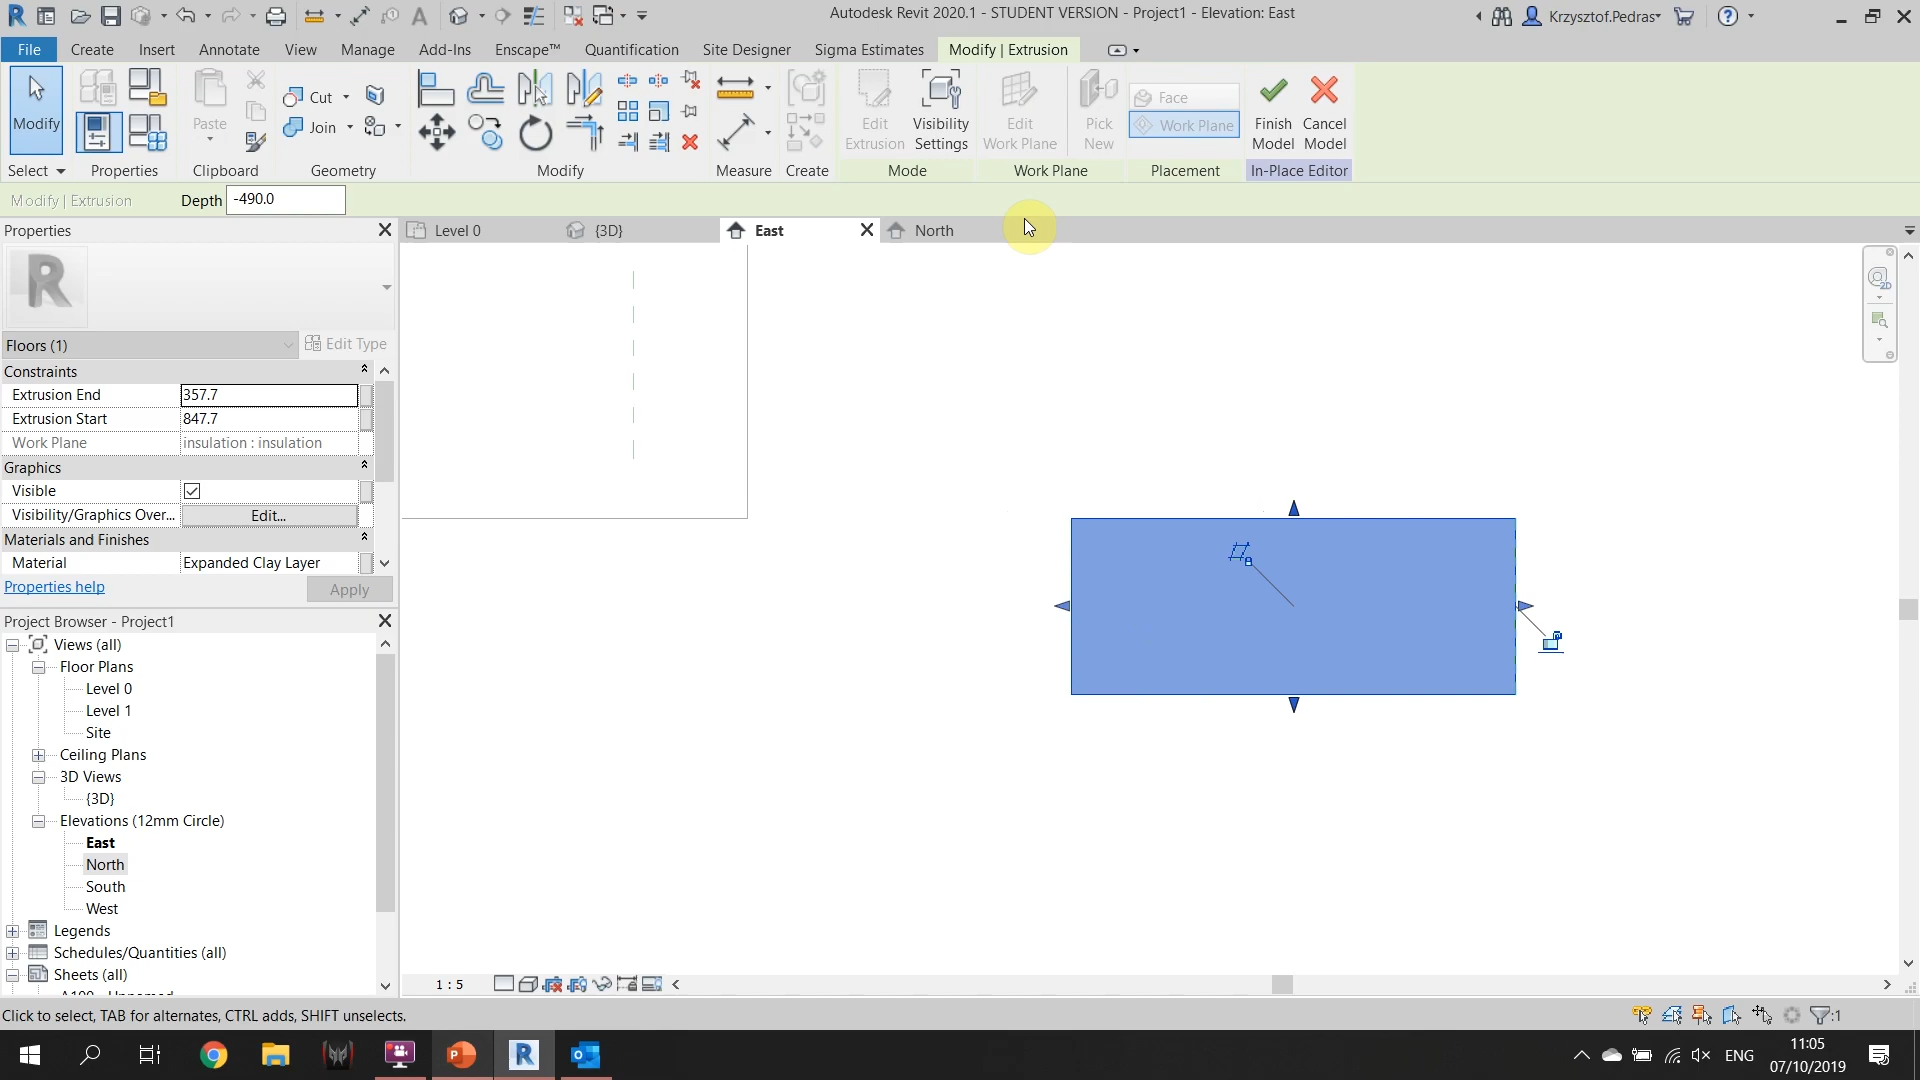 Autodesk Revit 2020.1 - STUDENT VERSION - Project1 - Elevation: East
Krzysztof.Pedras
File Create Insert Annotate View Manage Add-Ins Enscape™ Quantification Site Designer Sigma Estimates Modify | Extrusion
Modify
Paste
Cut
Join
Edit Extrusion
Visibility Settings
Edit Work Plane
Pick New
Face
Work Plane
Finish Model
Cancel Model
Select Properties Clipboard Geometry Modify Measure Create Mode Work Plane Placement In-Place Editor
Modify | Extrusion Depth -490.0
Properties
Level 0 {3D} East North
R
Floors (1) Edit Type
Constraints
Extrusion End 357.7
Extrusion Start 847.7
Work Plane insulation : insulation
Graphics
Visible
Visibility/Graphics Over... Edit...
Materials and Finishes
Material Expanded Clay Layer
Properties help Apply
Project Browser - Project1
Views (all)
Floor Plans
Level 0
Level 1
Site
Ceiling Plans
3D Views
{3D}
Elevations (12mm Circle)
East
North
South
West
Legends
Schedules/Quantities (all)
Sheets (all)
1 : 5
Click to select, TAB for alternates, CTRL adds, SHIFT unselects.
:1
ENG
11:05
07/10/2019